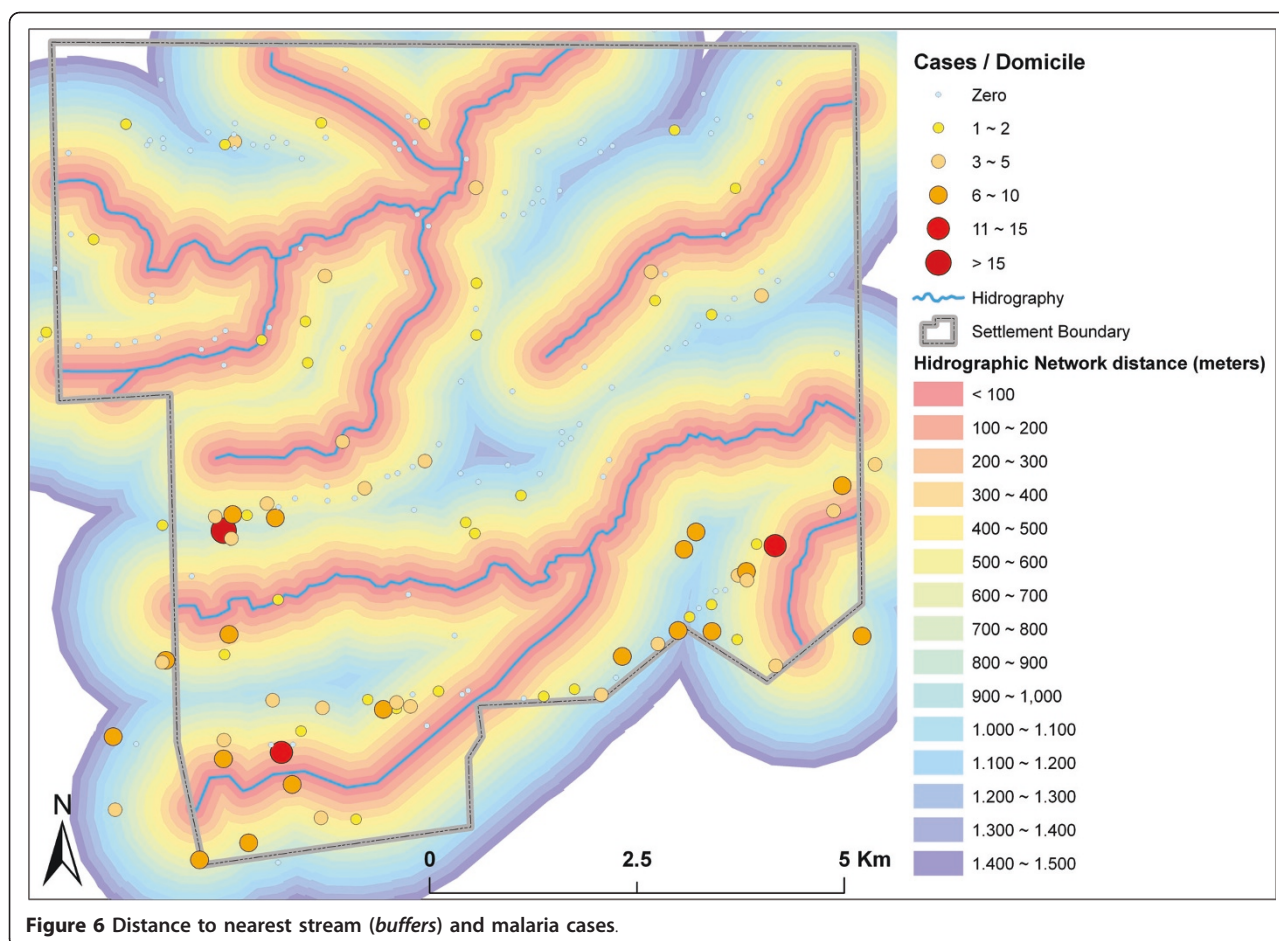 Cases / Domicile
Zero
1 ~ 2
3 ~ 5
6 ~ 10
11 ~ 15
> 15
Hidrography
Settlement Boundary
Hidrographic Network distance (meters)
< 100
100 ~ 200
200 ~ 300
300 ~ 400
400 ~ 500
500 ~ 600
600 ~ 700
700 ~ 800
800 ~ 900
900 ~ 1,000
1.000 ~ 1.100
1.100 ~ 1.200
1.200 ~ 1.300
1.300 ~ 1.400
1.400 ~ 1.500
N
0 2.5 5 Km
Figure 6 Distance to nearest stream (buffers) and malaria cases.